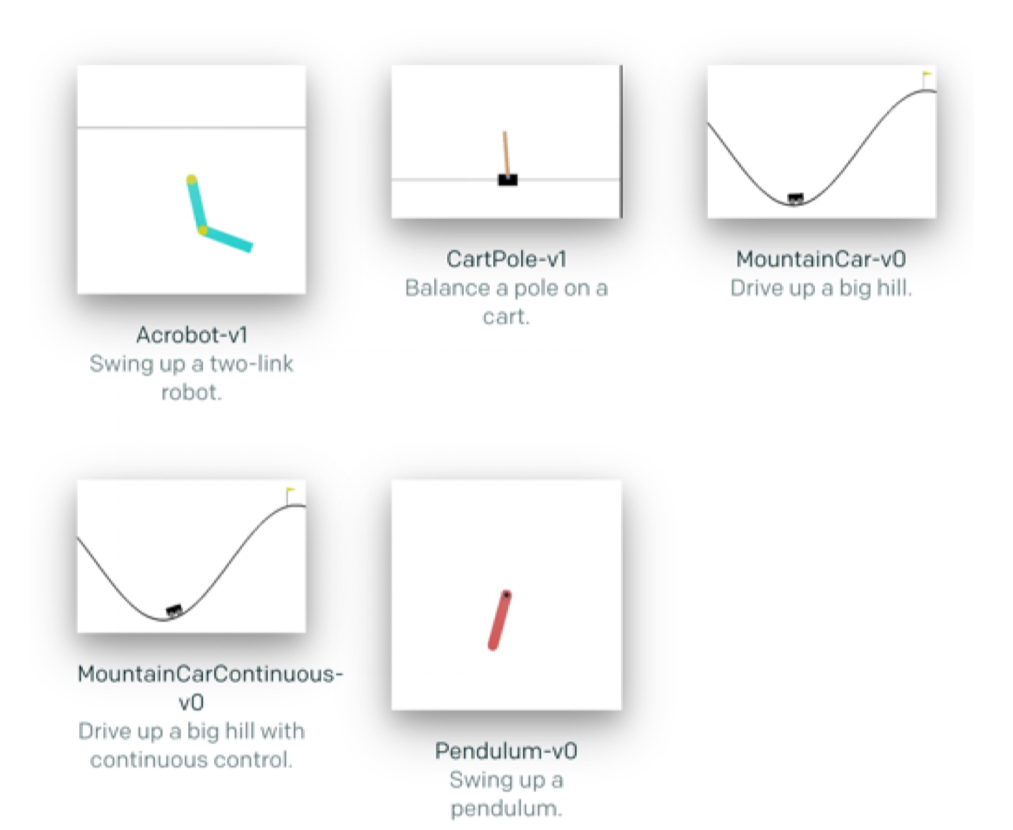 Acrobot-v1
Swing up a two-link
robot.
CartPole-v1
Balance a pole on a
cart.
MountainCar-v0
Drive up a big hill.
MountainCarContinuous-
v0
Drive up a big hill with
continuous control.
Pendulum-v0
Swing up a
pendulum.